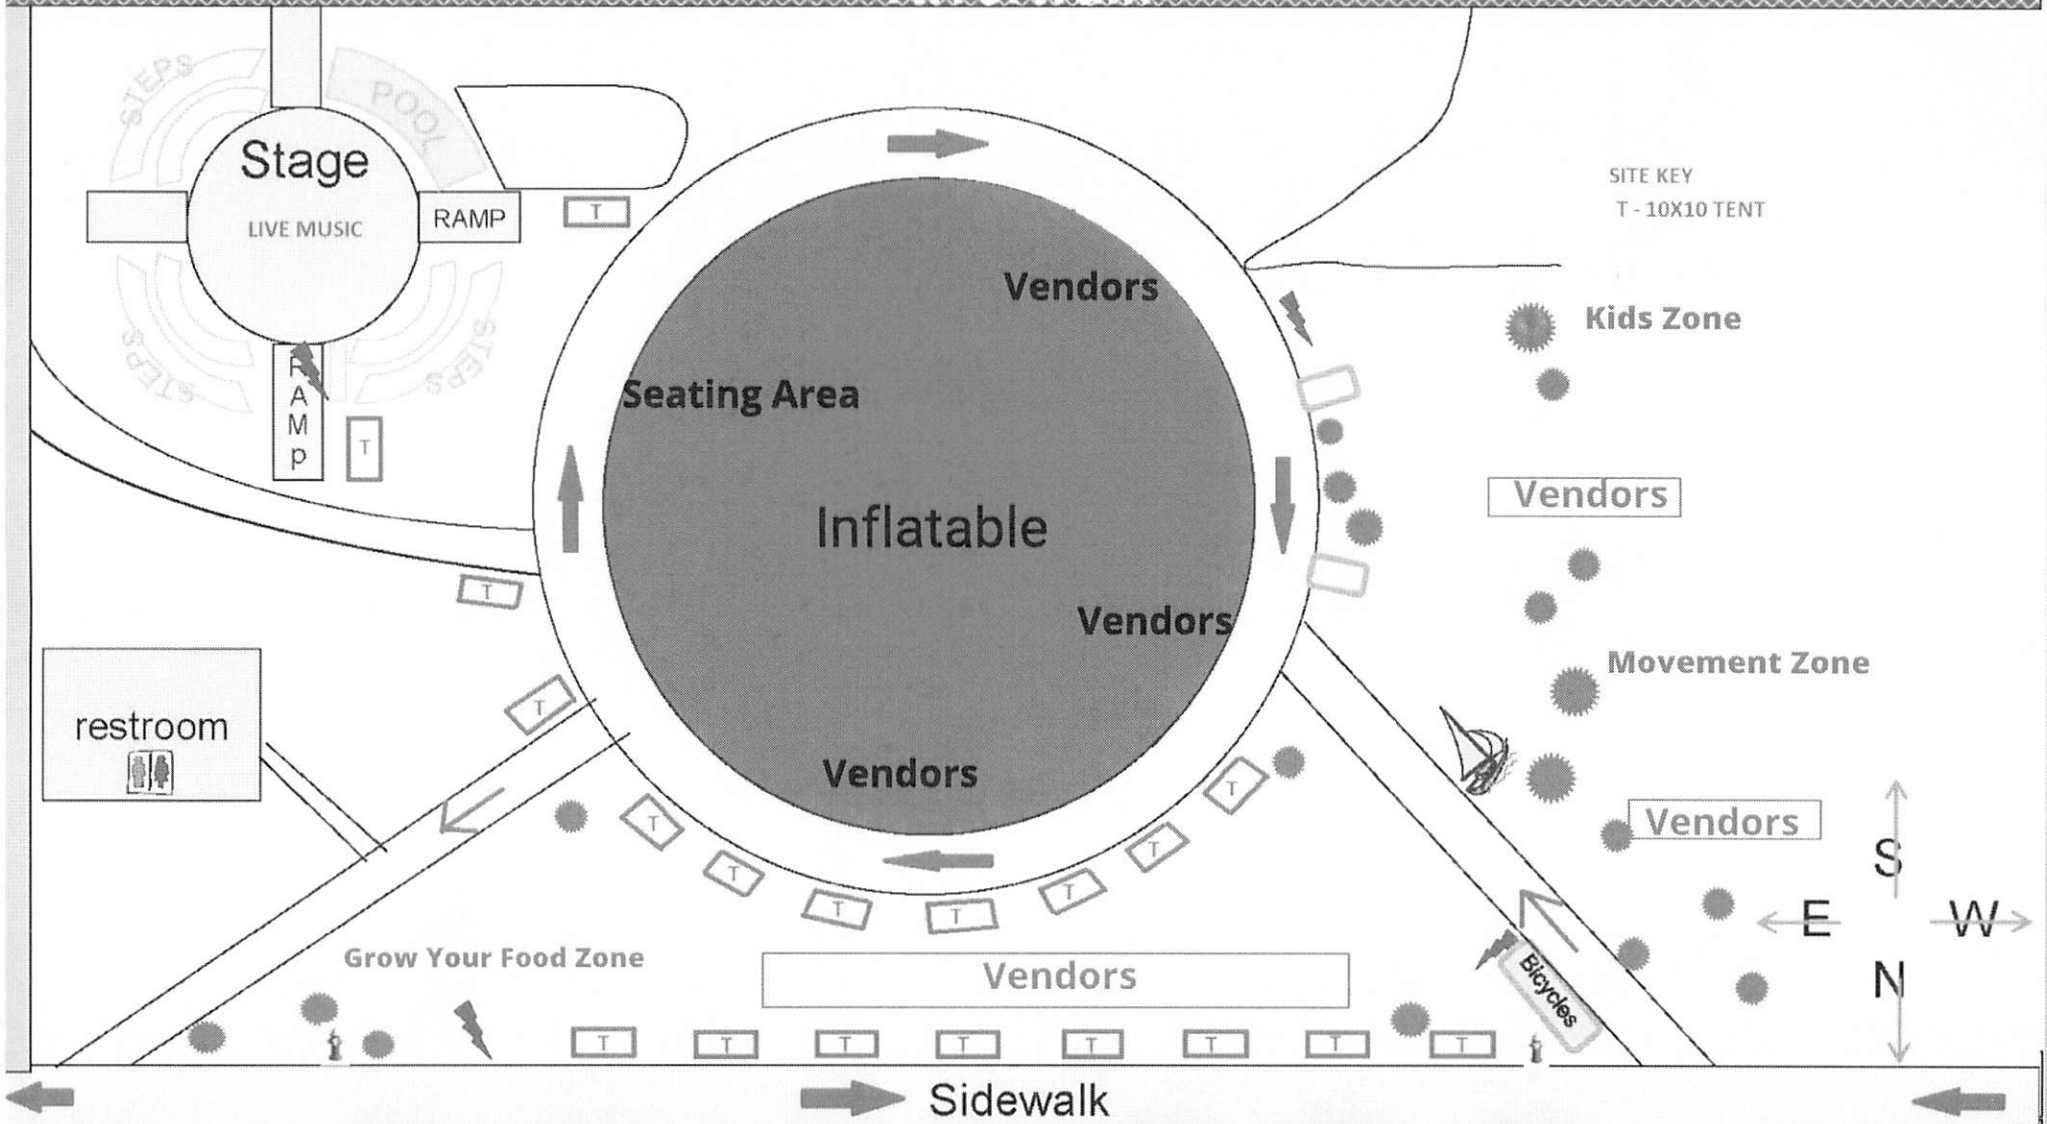 STEPS
POOL
Stage
LIVE MUSIC
RAMP
T
SITE KEY
T - 10X10 TENT
Vendors
Kids Zone
STEPS
STEPS
RAMp
T
Seating Area
Vendors
Inflatable
T
Vendors
Movement Zone
T
restroom
Vendors
T
T
Vendors
T
T
S
T
T
T
T
E W
Grow Your Food Zone
Vendors
Bicycles
N
T T T T T T T T
Sidewalk